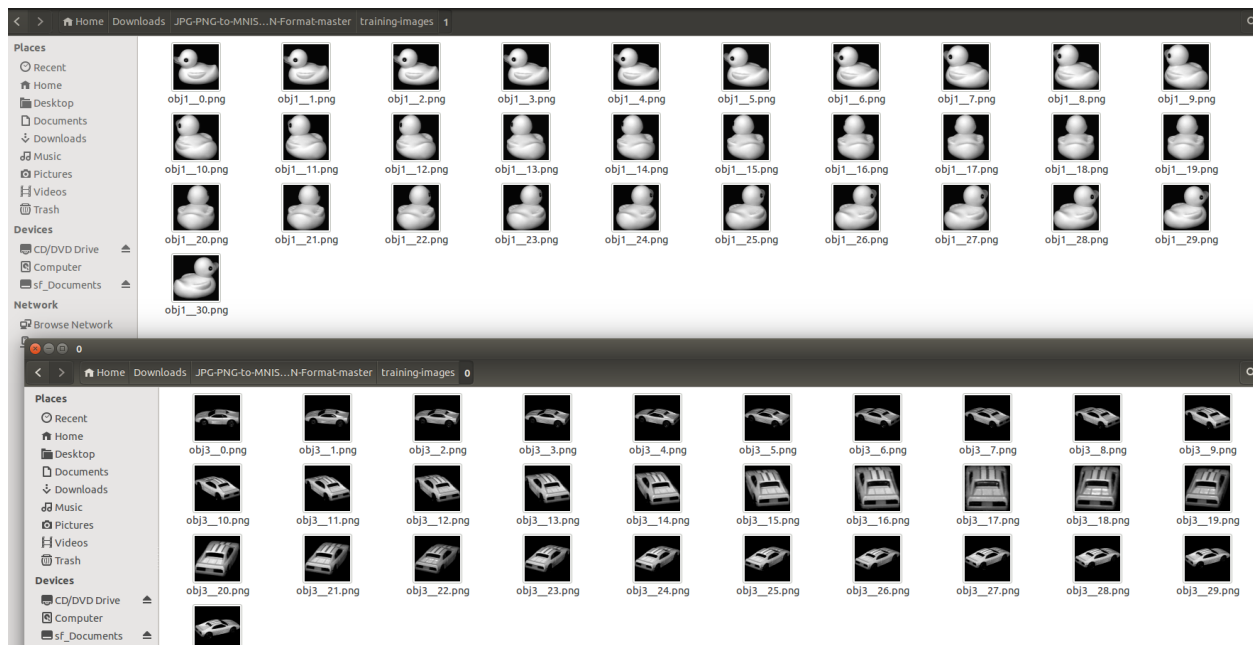 Home Downloads JPG-PNG-to-MNIS...N-Format-master training-images 1
Places
Recent
Home
Desktop
Documents
Downloads
Music
Pictures
Videos
Trash
Devices
CD/DVD Drive
Computer
sf_Documents
Network
Browse Network
obj1__0.png obj1__1.png obj1__2.png obj1__3.png obj1__4.png obj1__5.png obj1__6.png obj1__7.png obj1__8.png obj1__9.png
obj1__10.png obj1__11.png obj1__12.png obj1__13.png obj1__14.png obj1__15.png obj1__16.png obj1__17.png obj1__18.png obj1__19.png
obj1__20.png obj1__21.png obj1__22.png obj1__23.png obj1__24.png obj1__25.png obj1__26.png obj1__27.png obj1__28.png obj1__29.png
obj1__30.png
0
Home Downloads JPG-PNG-to-MNIS...N-Format-master training-images 0
Places
Recent
Home
Desktop
Documents
Downloads
Music
Pictures
Videos
Trash
Devices
CD/DVD Drive
Computer
sf_Documents
obj3__0.png obj3__1.png obj3__2.png obj3__3.png obj3__4.png obj3__5.png obj3__6.png obj3__7.png obj3__8.png obj3__9.png
obj3__10.png obj3__11.png obj3__12.png obj3__13.png obj3__14.png obj3__15.png obj3__16.png obj3__17.png obj3__18.png obj3__19.png
obj3__20.png obj3__21.png obj3__22.png obj3__23.png obj3__24.png obj3__25.png obj3__26.png obj3__27.png obj3__28.png obj3__29.png